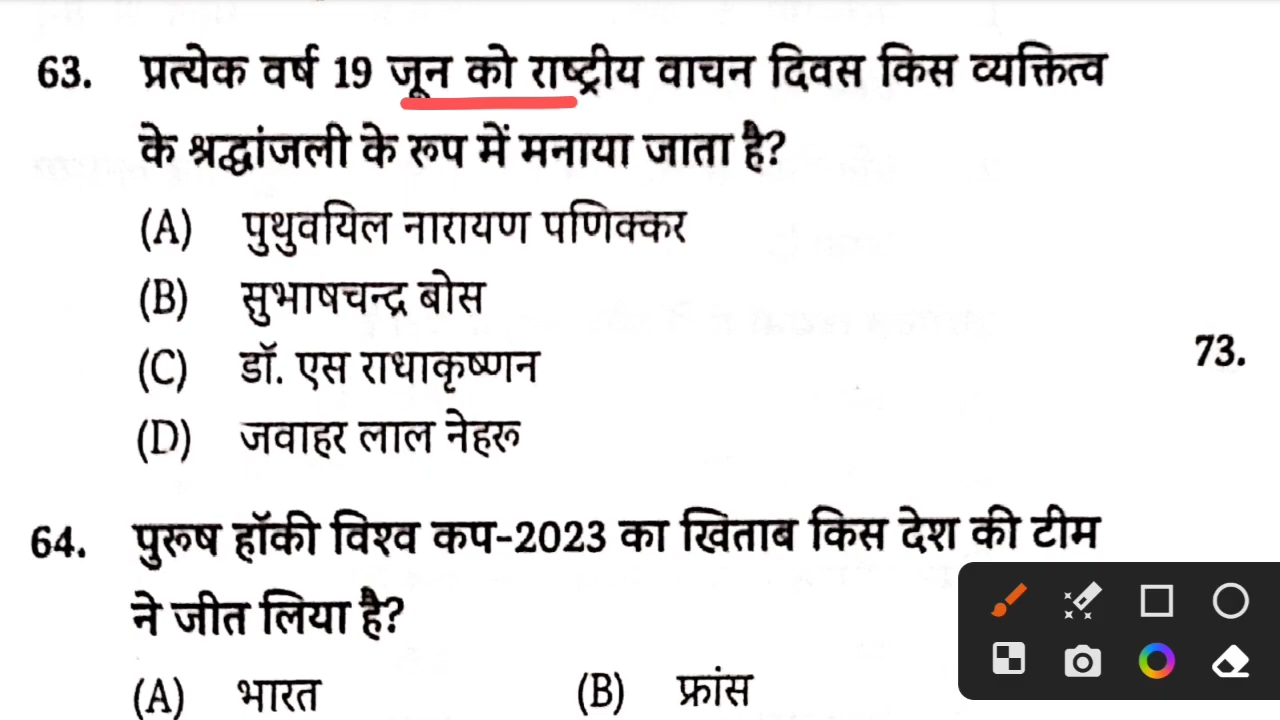 63. प्रत्येक वर्ष 19 जून को राष्ट्रीय वाचन दिवस किस व्यक्तित्व
के श्रद्धांजली के रूप में मनाया जाता है?
(A) पुथुवयिल नारायण पणिक्कर
(B) सुभाषचन्द्र बोस
(C) डॉ. एस राधाकृष्णन
(D) जवाहर लाल नेहरू
73.
64. पुरूष हॉकी विश्व कप-2023 का खिताब किस देश की टीम
ने जीत लिया है?
(A) भारत (B) फ्रांस